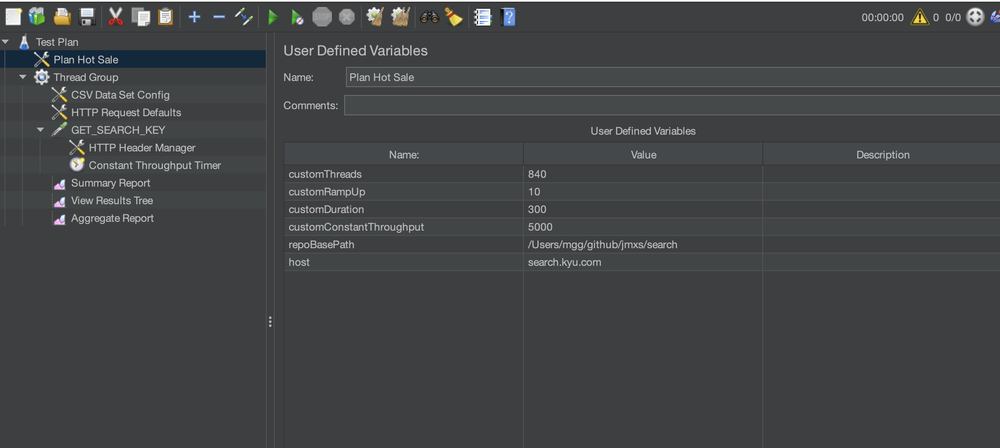 STOP
00:00:00 0 0/0
Test Plan
Plan Hot Sale
Thread Group
CSV Data Set Config
HTTP Request Defaults
GET_SEARCH_KEY
HTTP Header Manager
Constant Throughput Timer
Summary Report
View Results Tree
Aggregate Report
User Defined Variables
Name: Plan Hot Sale
Comments:
User Defined Variables
Name: Value Description
customThreads 840
customRampUp 10
customDuration 300
customConstantThroughput 5000
repoBasePath /Users/mgg/github/jmxs/search
host search.kyu.com